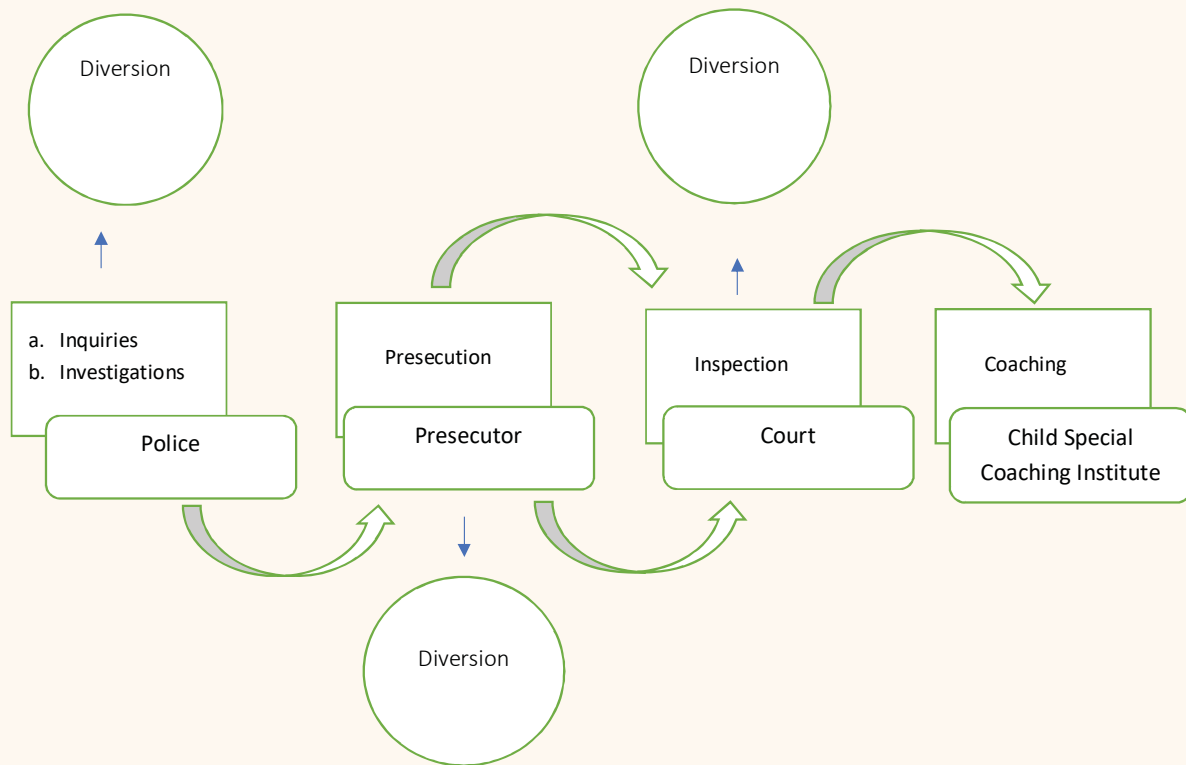 Diversion
Diversion
a. Inquiries
b. Investigations
Police
Presecution
Presecutor
Inspection
Court
Coaching
Child Special
Coaching Institute
Diversion